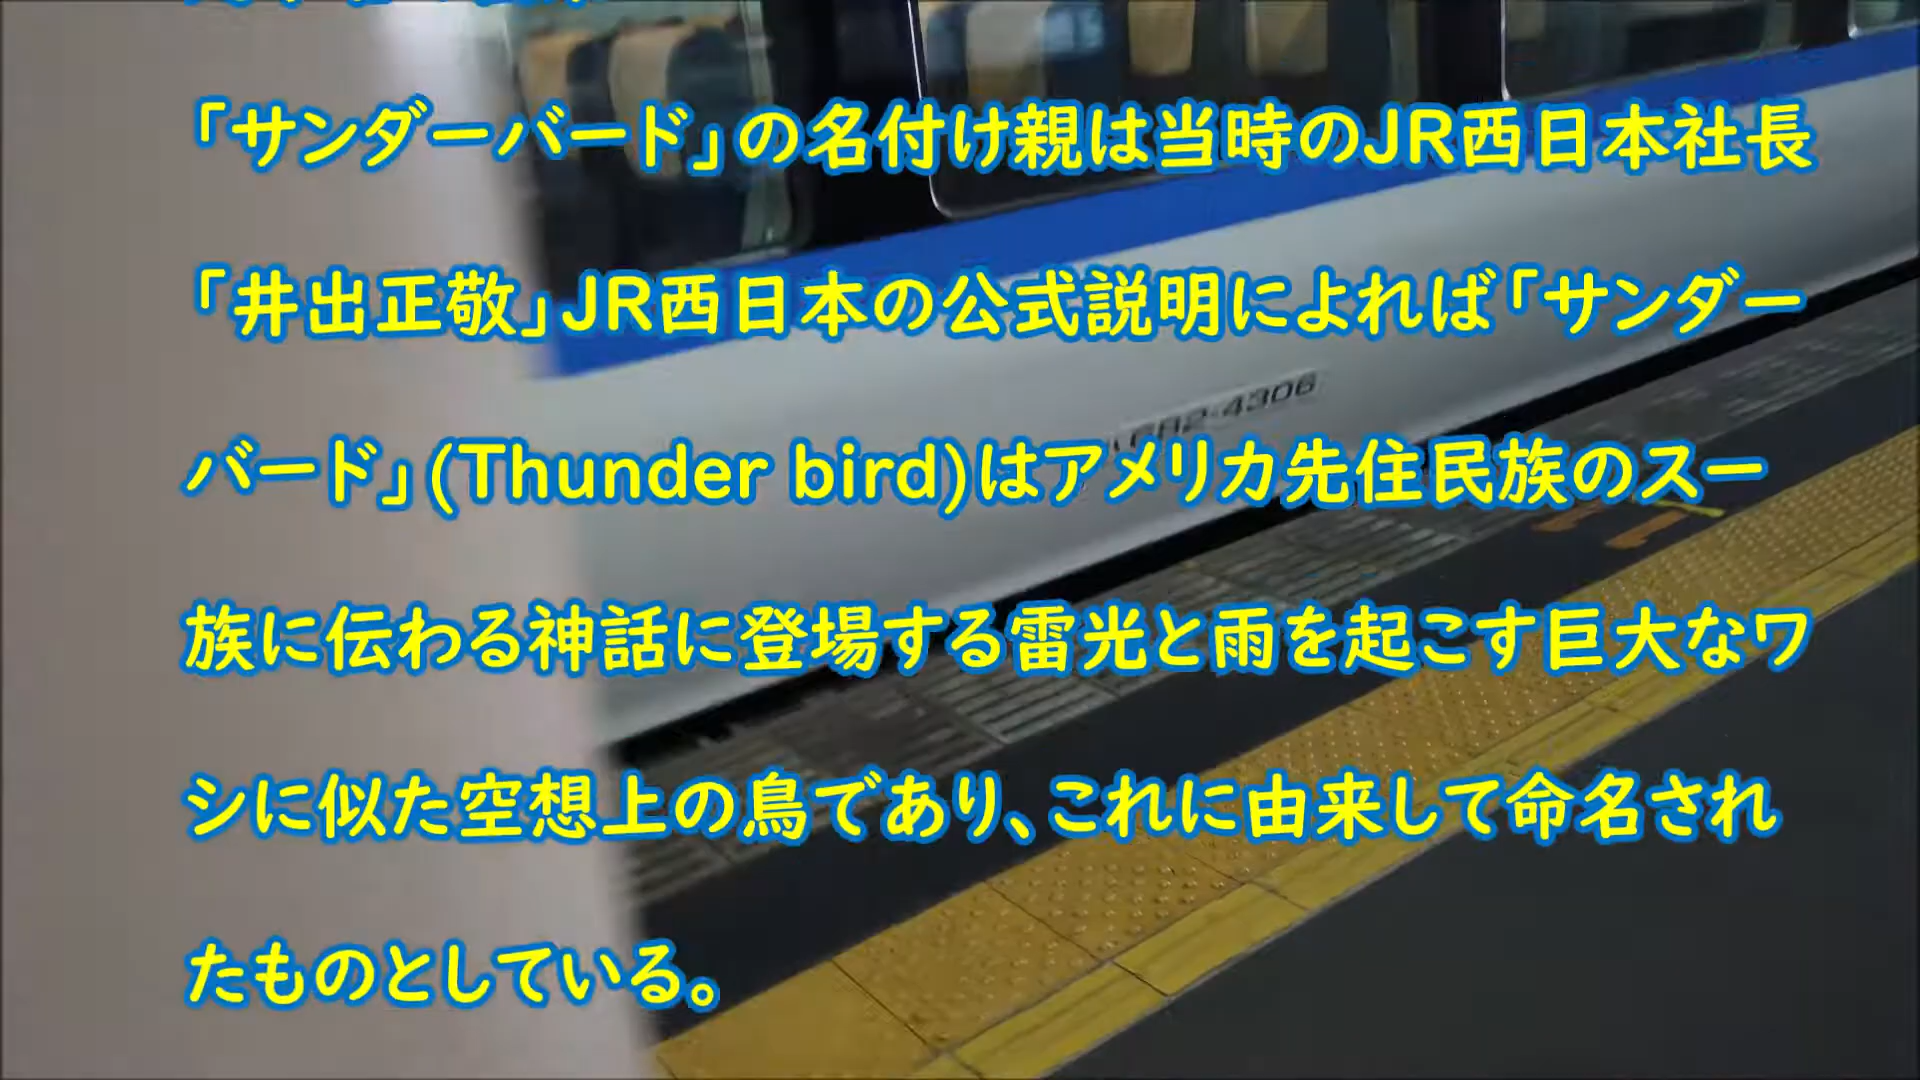 「サンダーバード」の名付け親は当時のJR西日本社長
「井出正敬」JR西日本の公式説明によれば「サンダー
バード」(Thunder bird)はアメリカ先住民族のスー
族に伝わる神話に登場する雷光と雨を起こす巨大なワ
シに似た空想上の鳥であり、これに由来して命名され
たものとしている。
682-4306